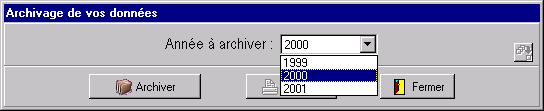 Archivage de vos données
Année à archiver : 2000
1999
2000
2001
Archiver
Fermer